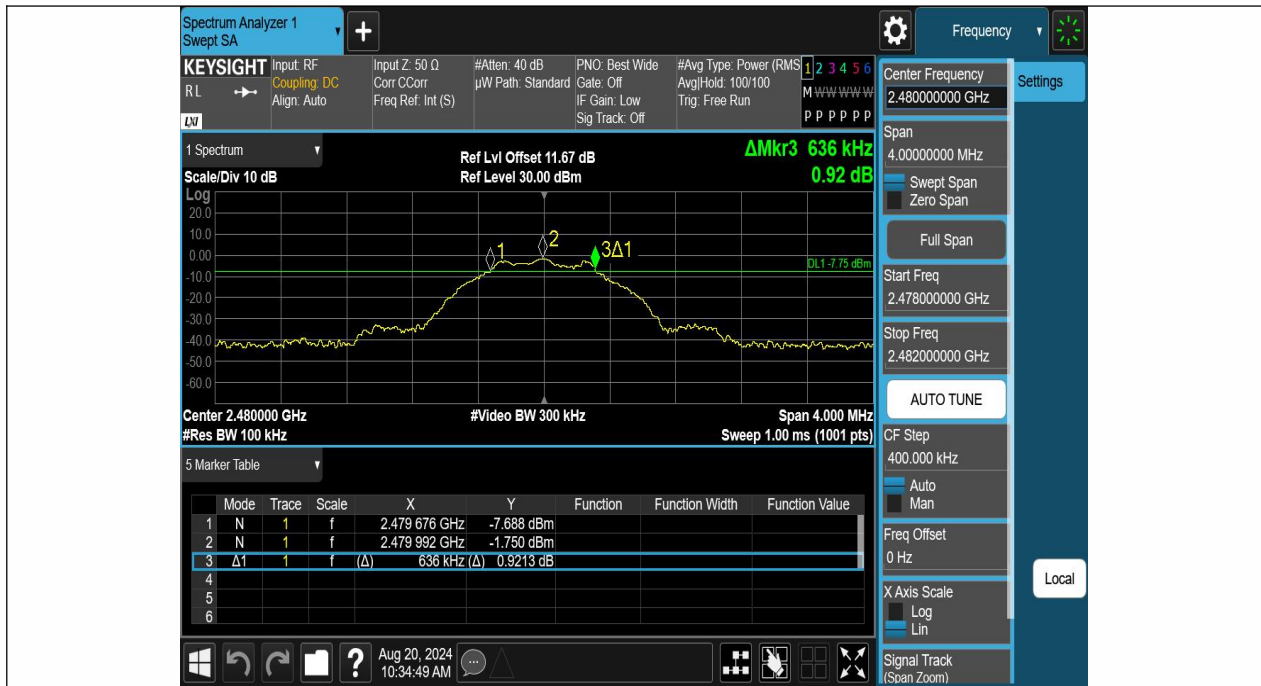 Spectrum Analyzer 1
Swept SA
+
Frequency
KEYSIGHT
RL
LXI
Input: RF
Coupling: DC
Align: Auto
Input Z: 50 Ω
Corr CCorr
Freq Ref: Int (S)
#Atten: 40 dB
µW Path: Standard
PNO: Best Wide
Gate: Off
IF Gain: Low
Sig Track: Off
#Avg Type: Power (RMS
Avg|Hold: 100/100
Trig: Free Run
1 2 3 4 5 6
M W W W W W
P P P P P P
1 Spectrum
Scale/Div 10 dB
Ref Lvl Offset 11.67 dB
Ref Level 30.00 dBm
ΔMkr3 636 kHz
0.92 dB
Log
20.0
10.0
0.00
-10.0
-20.0
-30.0
-40.0
-50.0
-60.0
1
2
3Δ1
DL1 -7.75 dBm
Center 2.480000 GHz
#Video BW 300 kHz
Span 4.000 MHz
#Res BW 100 kHz
Sweep 1.00 ms (1001 pts)
5 Marker Table
Mode Trace Scale X Y Function Function Width Function Value
1 N 1 f 2.479 676 GHz -7.688 dBm
2 N 1 f 2.479 992 GHz -1.750 dBm
3 Δ1 1 f (Δ) 636 kHz (Δ) 0.9213 dB
4
5
6
?
Aug 20, 2024
10:34:49 AM
Center Frequency
2.480000000 GHz
Settings
Span
4.00000000 MHz
Swept Span
Zero Span
Full Span
Start Freq
2.478000000 GHz
Stop Freq
2.482000000 GHz
AUTO TUNE
CF Step
400.000 kHz
Auto
Man
Freq Offset
0 Hz
Local
X Axis Scale
Log
Lin
Signal Track
(Span Zoom)